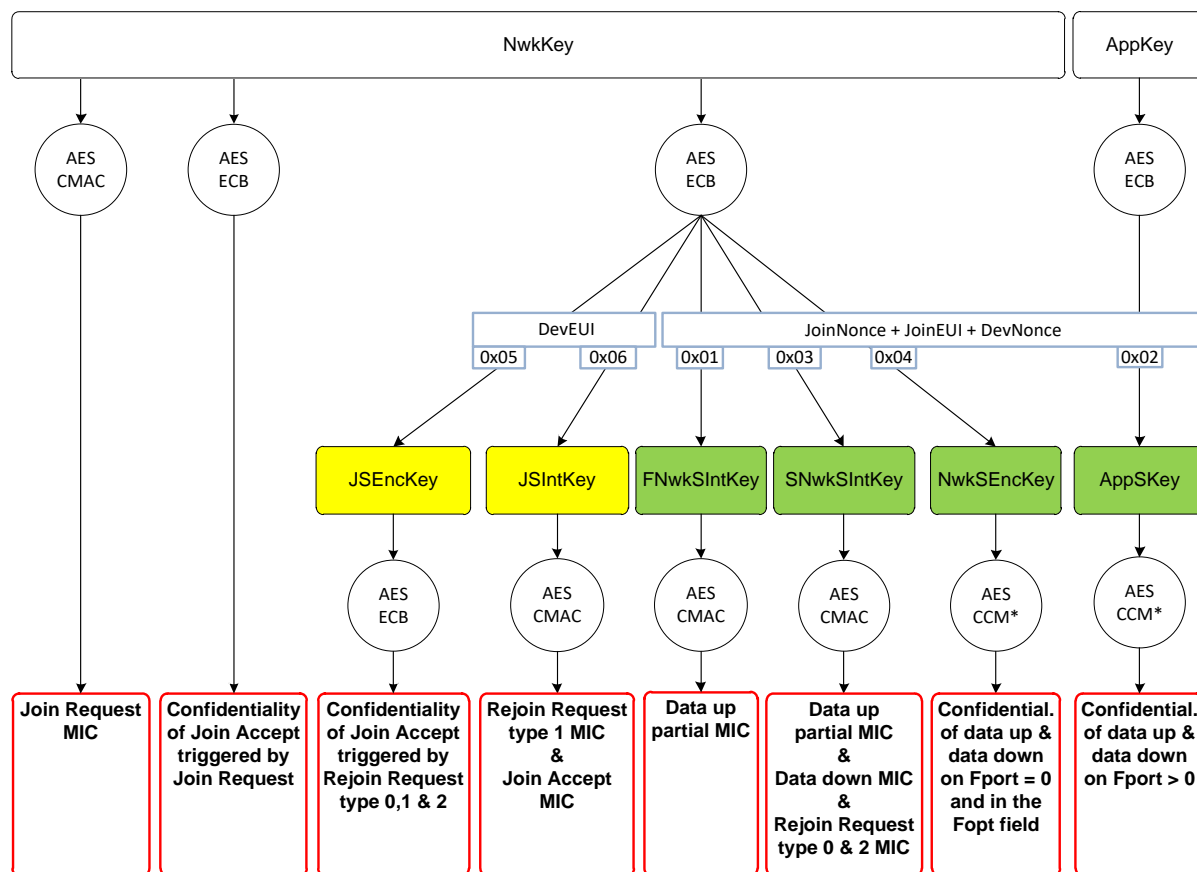 NwkKey
AppKey
AES
CMAC
AES
ECB
AES
ECB
AES
ECB
DevEUI
JoinNonce + JoinEUI + DevNonce
0x05
0x06
0x01
0x03
0x04
0x02
JSEncKey
JSIntKey
FNwkSIntKey
SNwkSIntKey
NwkSEncKey
AppSKey
AES
ECB
AES
CMAC
AES
CMAC
AES
CMAC
AES
CCM*
AES
CCM*
Join Request
MIC
Confidentiality
of Join Accept
triggered by
Join Request
Confidentiality
of Join Accept
triggered by
Rejoin Request
type 0,1 & 2
Rejoin Request
type 1 MIC
&
Join Accept
MIC
Data up
partial MIC
Data up
partial MIC
&
Data down MIC
&
Rejoin Request
type 0 & 2 MIC
Confidential.
of data up &
data down
on Fport = 0
and in the
Fopt field
Confidential.
of data up &
data down
on Fport > 0